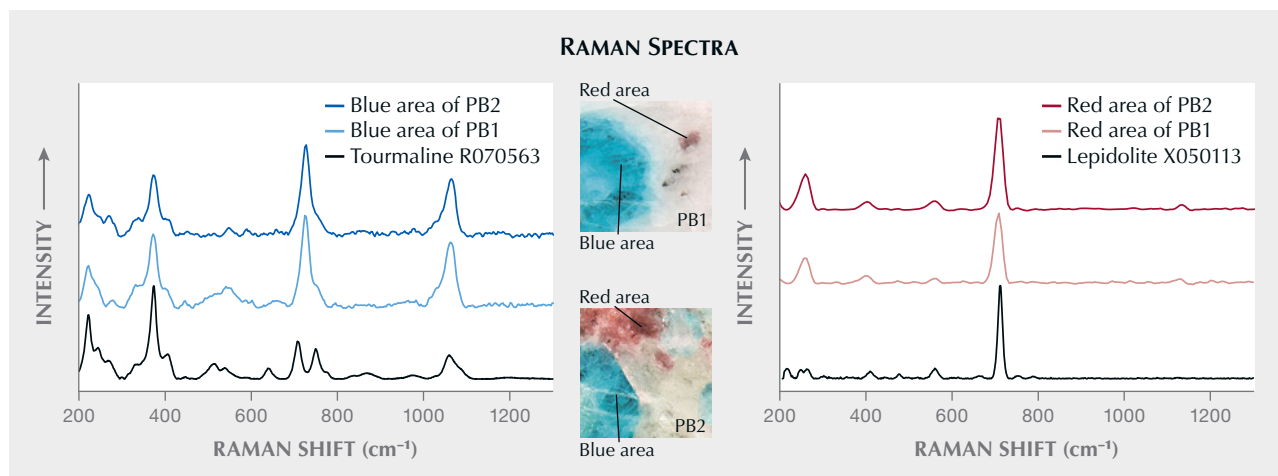 RAMAN SPECTRA
Blue area of PB2
Blue area of PB1
Tourmaline R070563
INTENSITY
200 400 600 800 1000 1200
RAMAN SHIFT (cm⁻¹)
Red area
PB1
Blue area
Red area
PB2
Blue area
Red area of PB2
Red area of PB1
Lepidolite X050113
INTENSITY
200 400 600 800 1000 1200
RAMAN SHIFT (cm⁻¹)